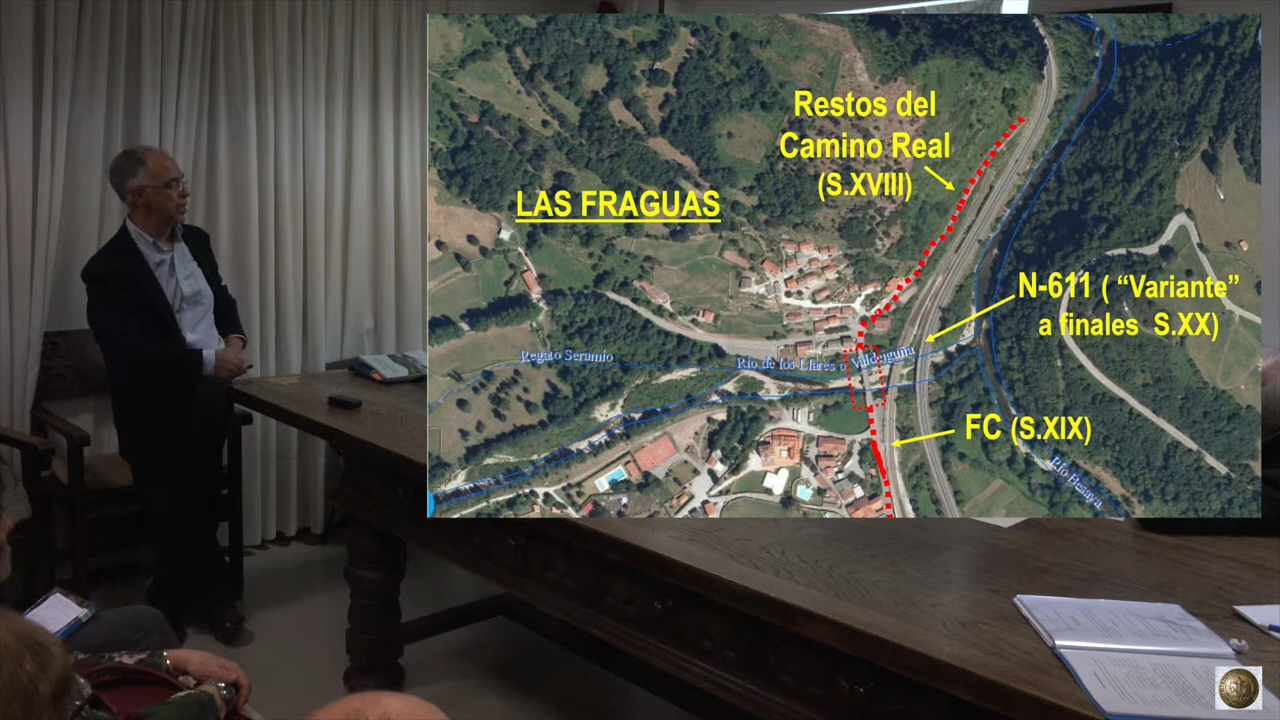 Restos del
Camino Real
(S.XVIII)
LAS FRAGUAS
N-611 ( “Variante”
a finales S.XX)
Regato Seramio
Río de los Llares o Valdeiguña
FC (S.XIX)
Río Besaya